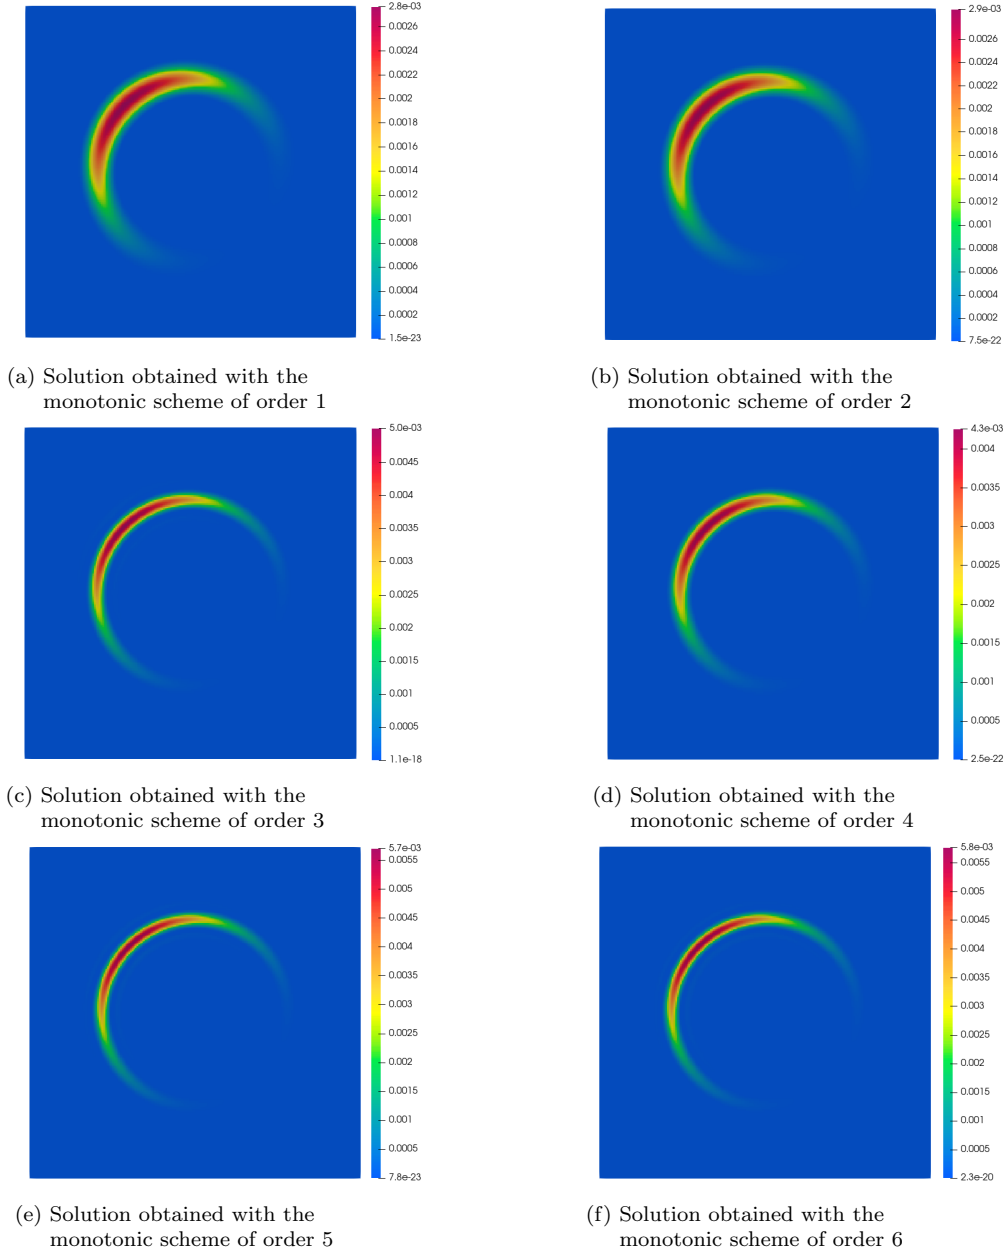 2.8e-03
0.0026
0.0024
0.0022
0.002
0.0018
0.0016
0.0014
0.0012
0.001
0.0008
0.0006
0.0004
0.0002
1.5e-23
2.9e-03
0.0028
0.0026
0.0024
0.0022
0.002
0.0018
0.0016
0.0014
0.0012
0.001
0.0008
0.0006
0.0004
0.0002
7.5e-22
(a) Solution obtained with the
monotonic scheme of order 1
(b) Solution obtained with the
monotonic scheme of order 2
5.0e-03
0.0045
0.004
0.0035
0.003
0.0025
0.002
0.0015
0.001
0.0005
1.1e-18
4.3e-03
0.004
0.0035
0.003
0.0025
0.002
0.0015
0.001
0.0005
2.5e-22
(c) Solution obtained with the
monotonic scheme of order 3
(d) Solution obtained with the
monotonic scheme of order 4
5.7e-03
0.0055
0.005
0.0045
0.004
0.0035
0.003
0.0025
0.002
0.0015
0.001
0.0005
7.8e-23
5.8e-03
0.0055
0.005
0.0045
0.004
0.0035
0.003
0.0025
0.002
0.0015
0.001
0.0005
2.3e-20
(e) Solution obtained with the
monotonic scheme of order 5
(f) Solution obtained with the
monotonic scheme of order 6